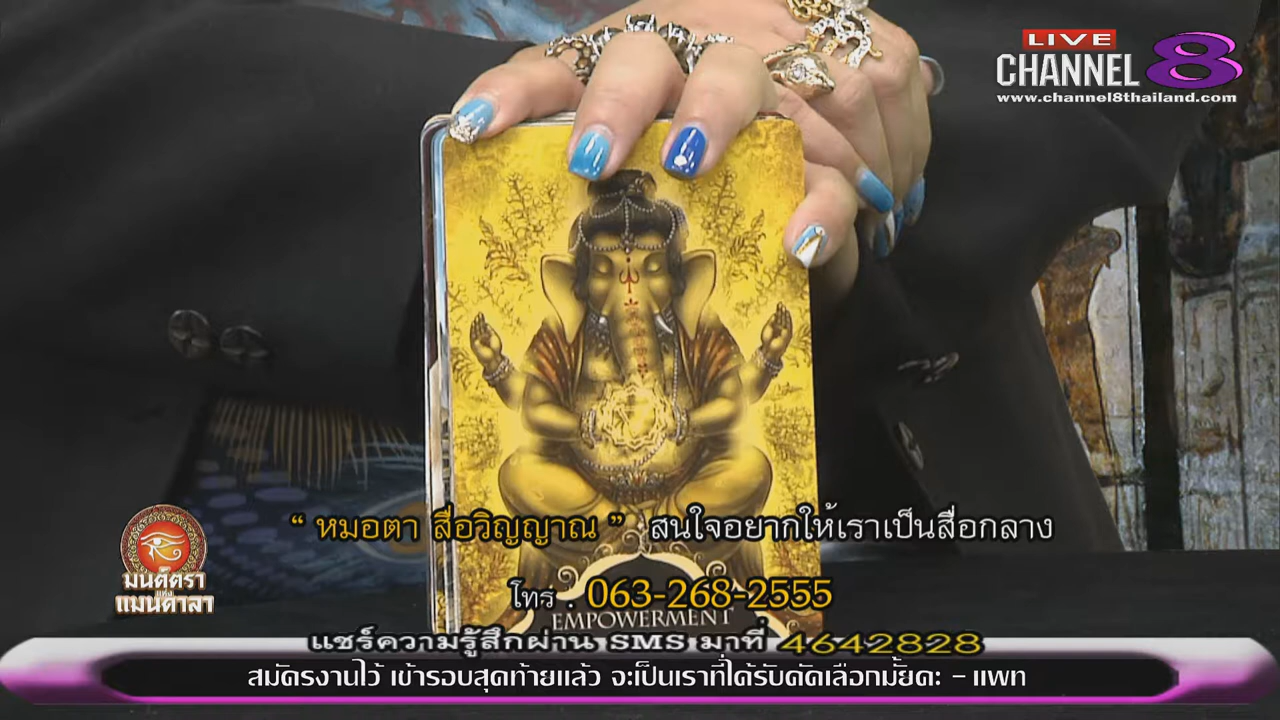 LIVE
CHANNEL 8
www.channel8thailand.com
“ หมอตา สื่อวิญญาณ ” สนใจอยากให้เราเป็นสื่อกลาง
โทร : 063-268-2555
EMPOWERMENT
มนต์ตรา
แห่ง
แมนดาลา
แชร์ความรู้สึกผ่าน SMS มาที่ 4642828
สมัครงานไว้ เข้ารอบสุดท้ายแล้ว จะเป็นเราที่ได้รับคัดเลือกมั้ยคะ - แพท